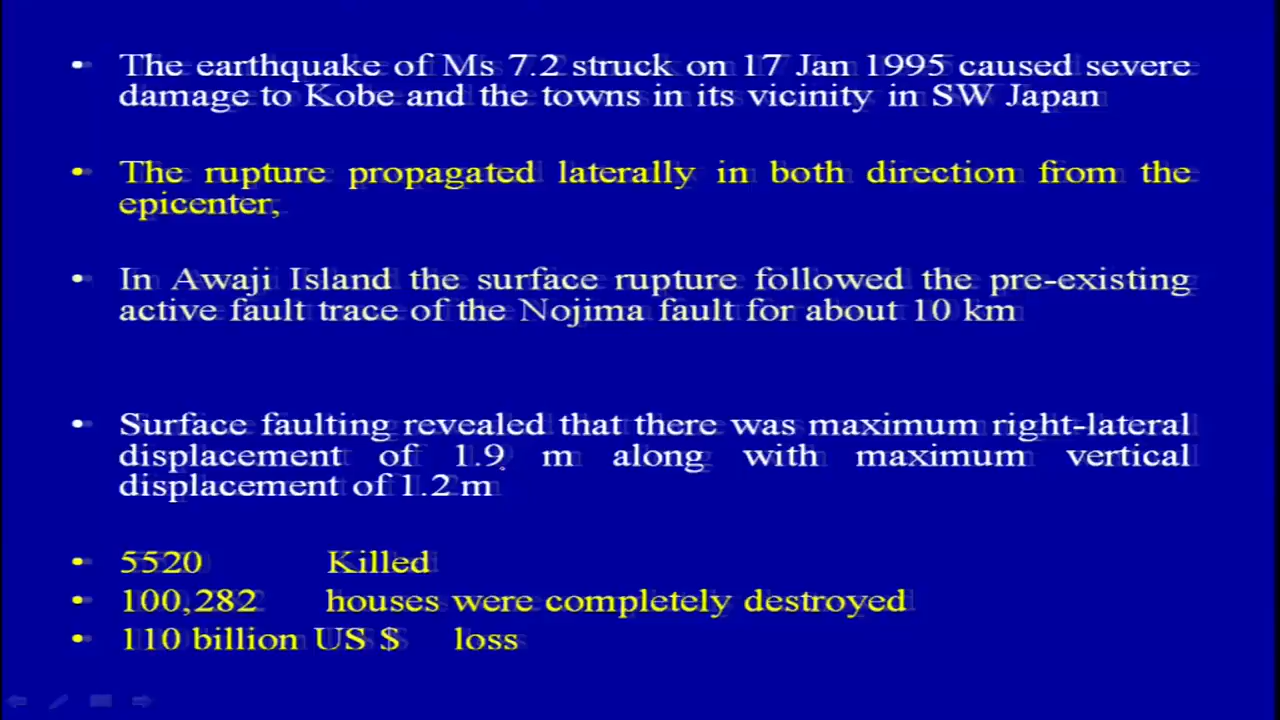 • The earthquake of Ms 7.2 struck on 17 Jan 1995 caused severe
damage to Kobe and the towns in its vicinity in SW Japan
• The rupture propagated laterally in both direction from the
epicenter,
• In Awaji Island the surface rupture followed the pre-existing
active fault trace of the Nojima fault for about 10 km
• Surface faulting revealed that there was maximum right-lateral
displacement of 1.9 m along with maximum vertical
displacement of 1.2 m
• 5520 Killed
• 100,282 houses were completely destroyed
• 110 billion US $ loss